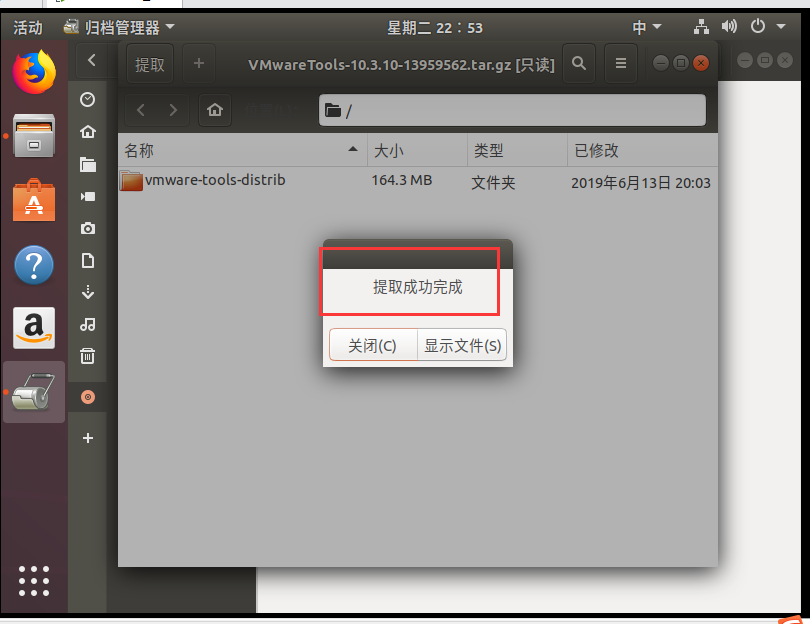 活动 归档管理器 星期二 22：53 中
提取 + VMwareTools-10.3.10-13959562.tar.gz [只读]
/
名称 大小 类型 已修改
vmware-tools-distrib 164.3 MB 文件夹 2019年6月13日 20:03
提取成功完成
关闭(C) 显示文件(S)